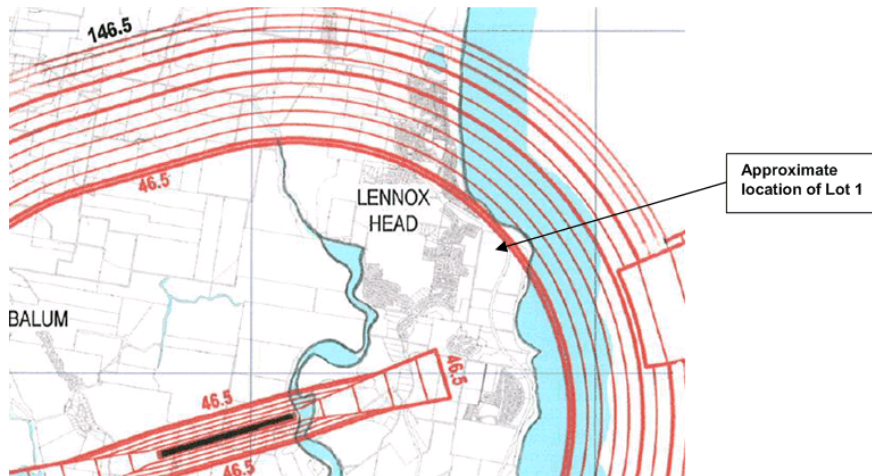 146.5
46.5
LENNOX
HEAD
Approximate
location of Lot 1
BALUM
46.5
46.5
46.5